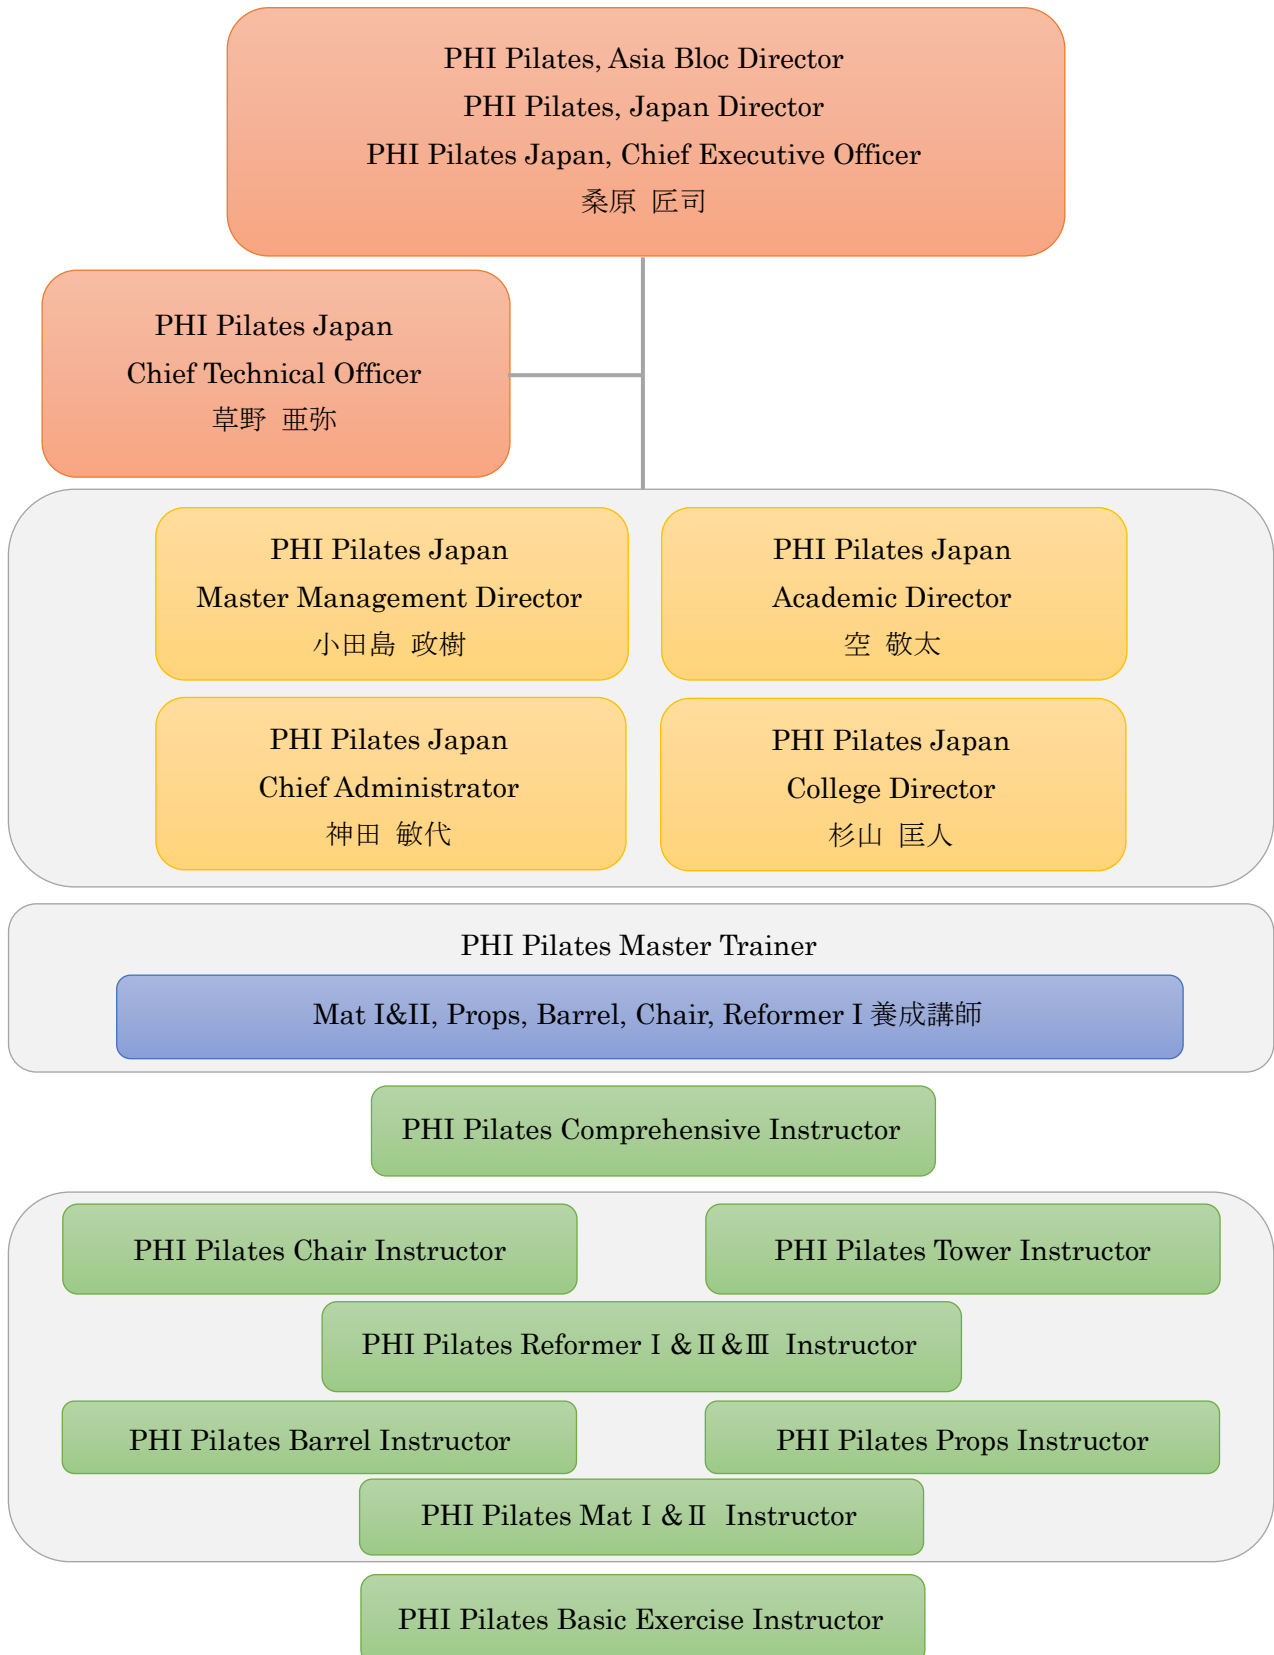 PHI Pilates, Asia Bloc Director
PHI Pilates, Japan Director
PHI Pilates Japan, Chief Executive Officer
桑原 匠司
PHI Pilates Japan
Chief Technical Officer
草野 亜弥
PHI Pilates Japan
Master Management Director
小田島 政樹
PHI Pilates Japan
Academic Director
空 敬太
PHI Pilates Japan
Chief Administrator
神田 敏代
PHI Pilates Japan
College Director
杉山 匡人
PHI Pilates Master Trainer
Mat I&II, Props, Barrel, Chair, Reformer I 養成講師
PHI Pilates Comprehensive Instructor
PHI Pilates Chair Instructor
PHI Pilates Tower Instructor
PHI Pilates Reformer Ⅰ&Ⅱ&Ⅲ Instructor
PHI Pilates Barrel Instructor
PHI Pilates Props Instructor
PHI Pilates Mat Ⅰ&Ⅱ Instructor
PHI Pilates Basic Exercise Instructor